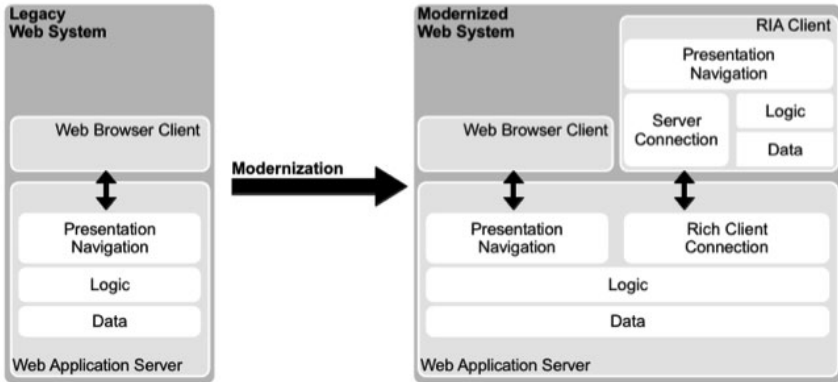 Legacy
Web System
Web Browser Client
Presentation
Navigation
Logic
Data
Web Application Server
Modernization
Modernized
Web System
RIA Client
Presentation
Navigation
Server
Connection
Logic
Data
Web Browser Client
Presentation
Navigation
Rich Client
Connection
Logic
Data
Web Application Server